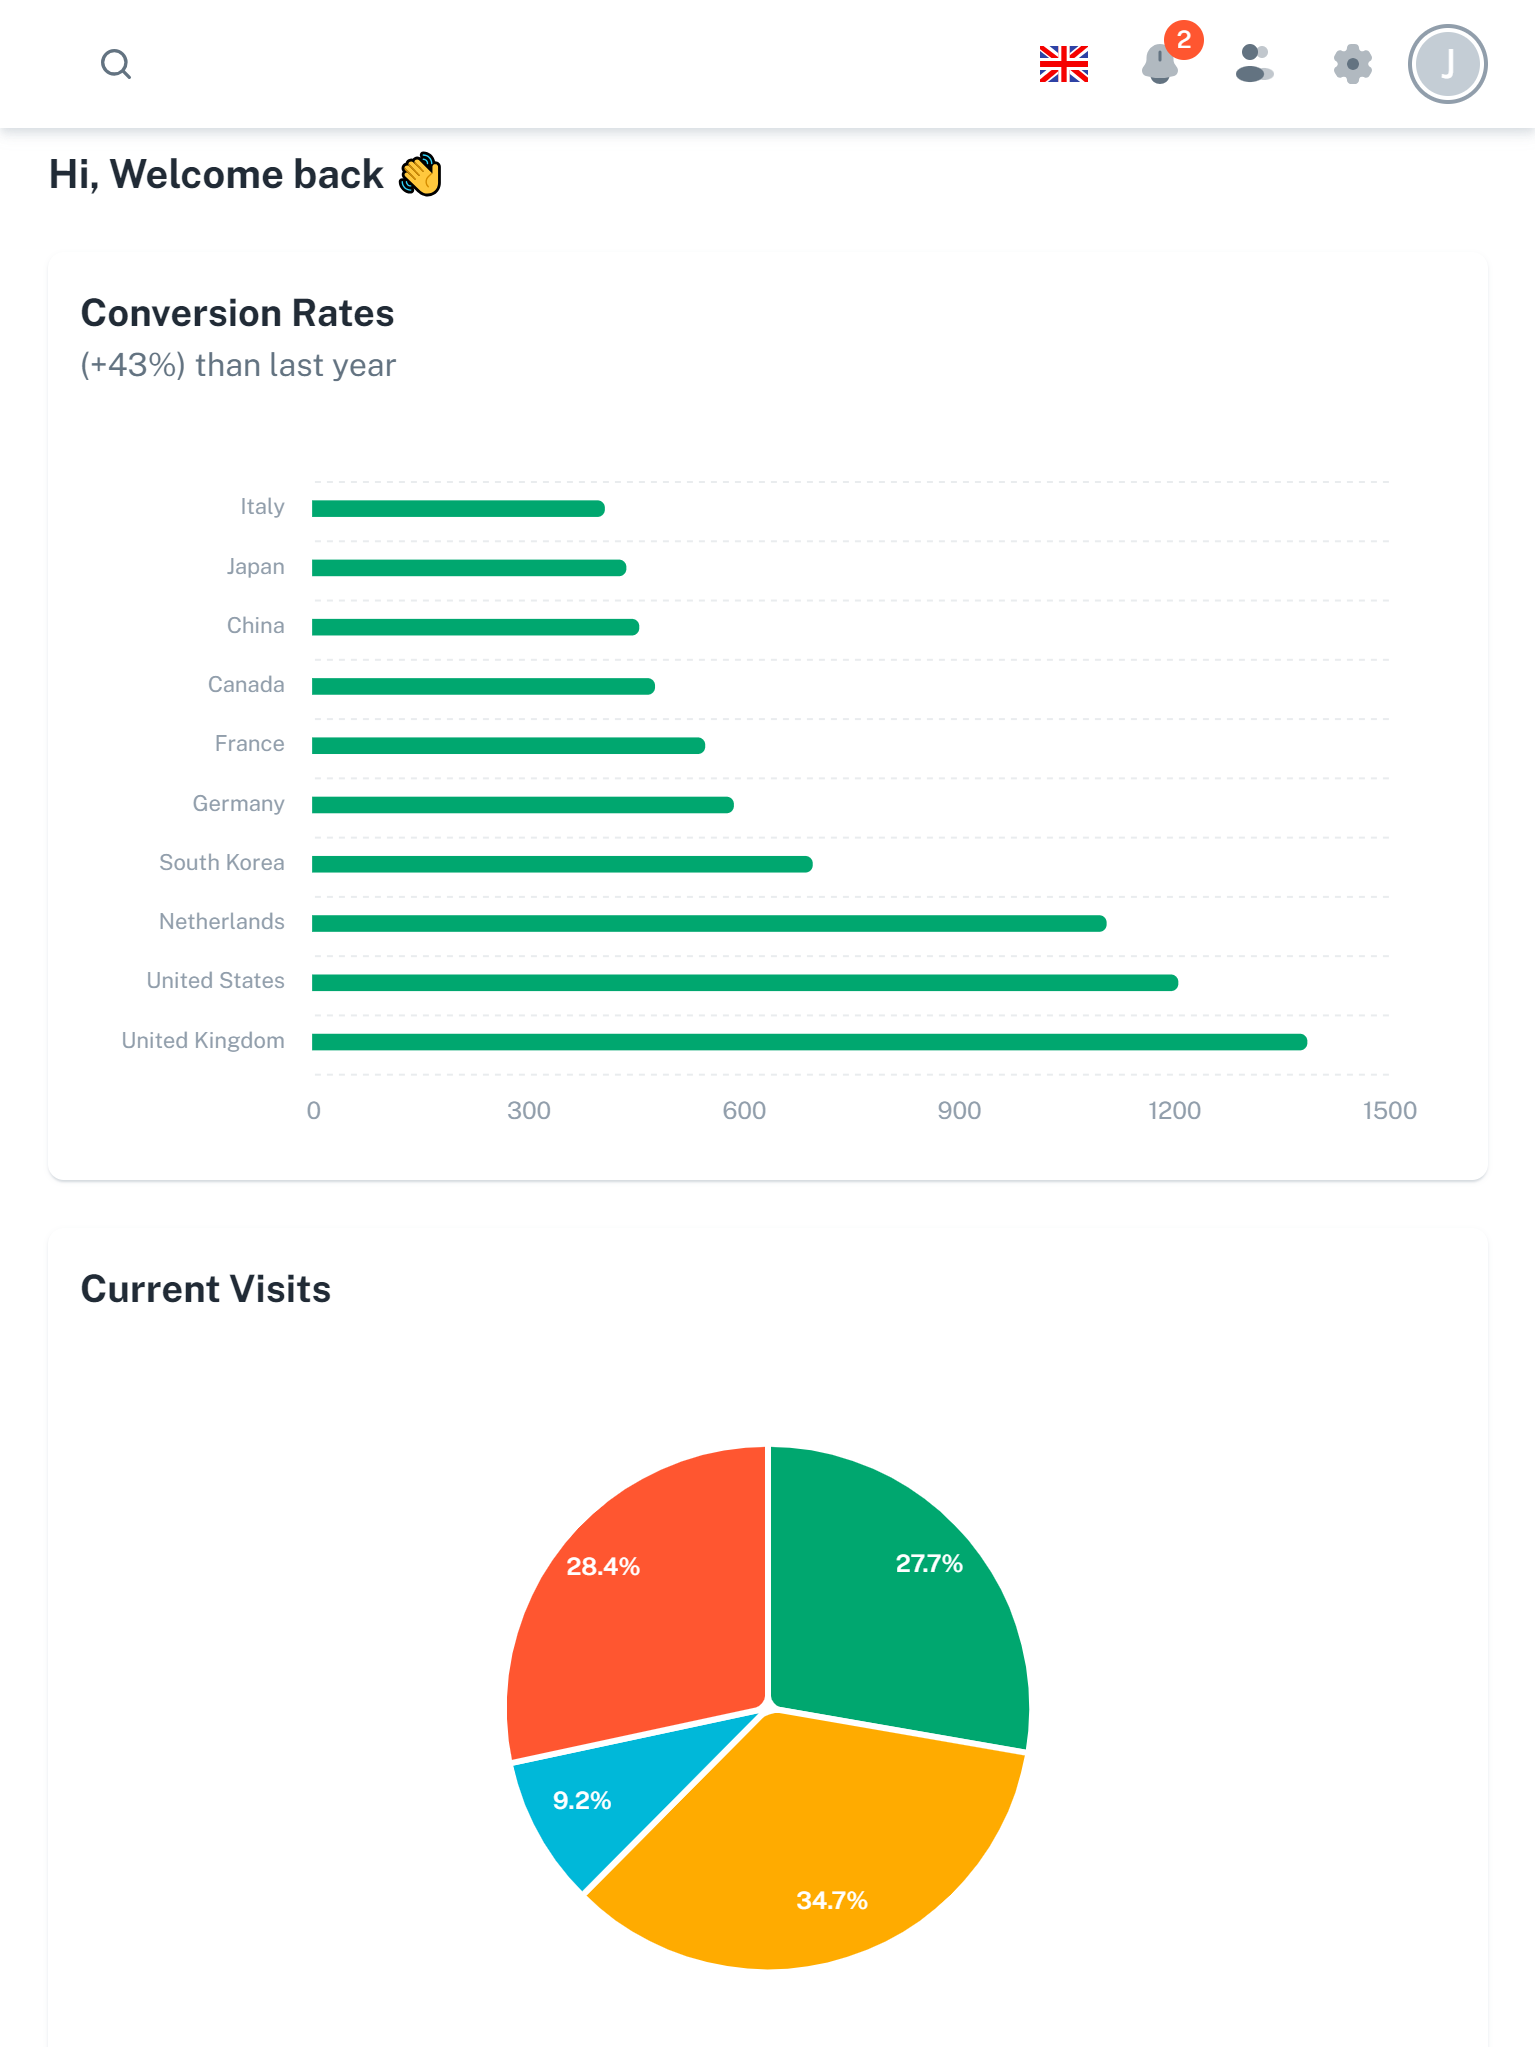 2
J
Hi, Welcome back 👋
Conversion Rates
(+43%) than last year
Italy
Japan
China
Canada
France
Germany
South Korea
Netherlands
United States
United Kingdom
0 300 600 900 1200 1500
Current Visits
28.4% 27.7%
9.2%
34.7%